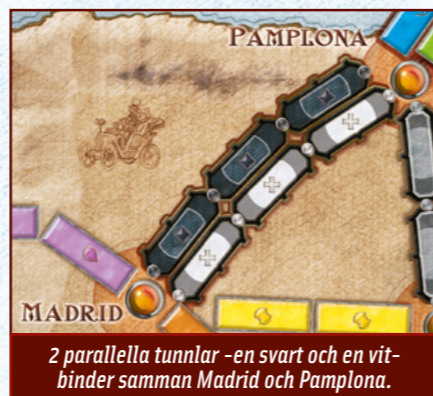 PAMPLONA
MADRID
2 parallella tunnlar -en svart och en vit-
binder samman Madrid och Pamplona.